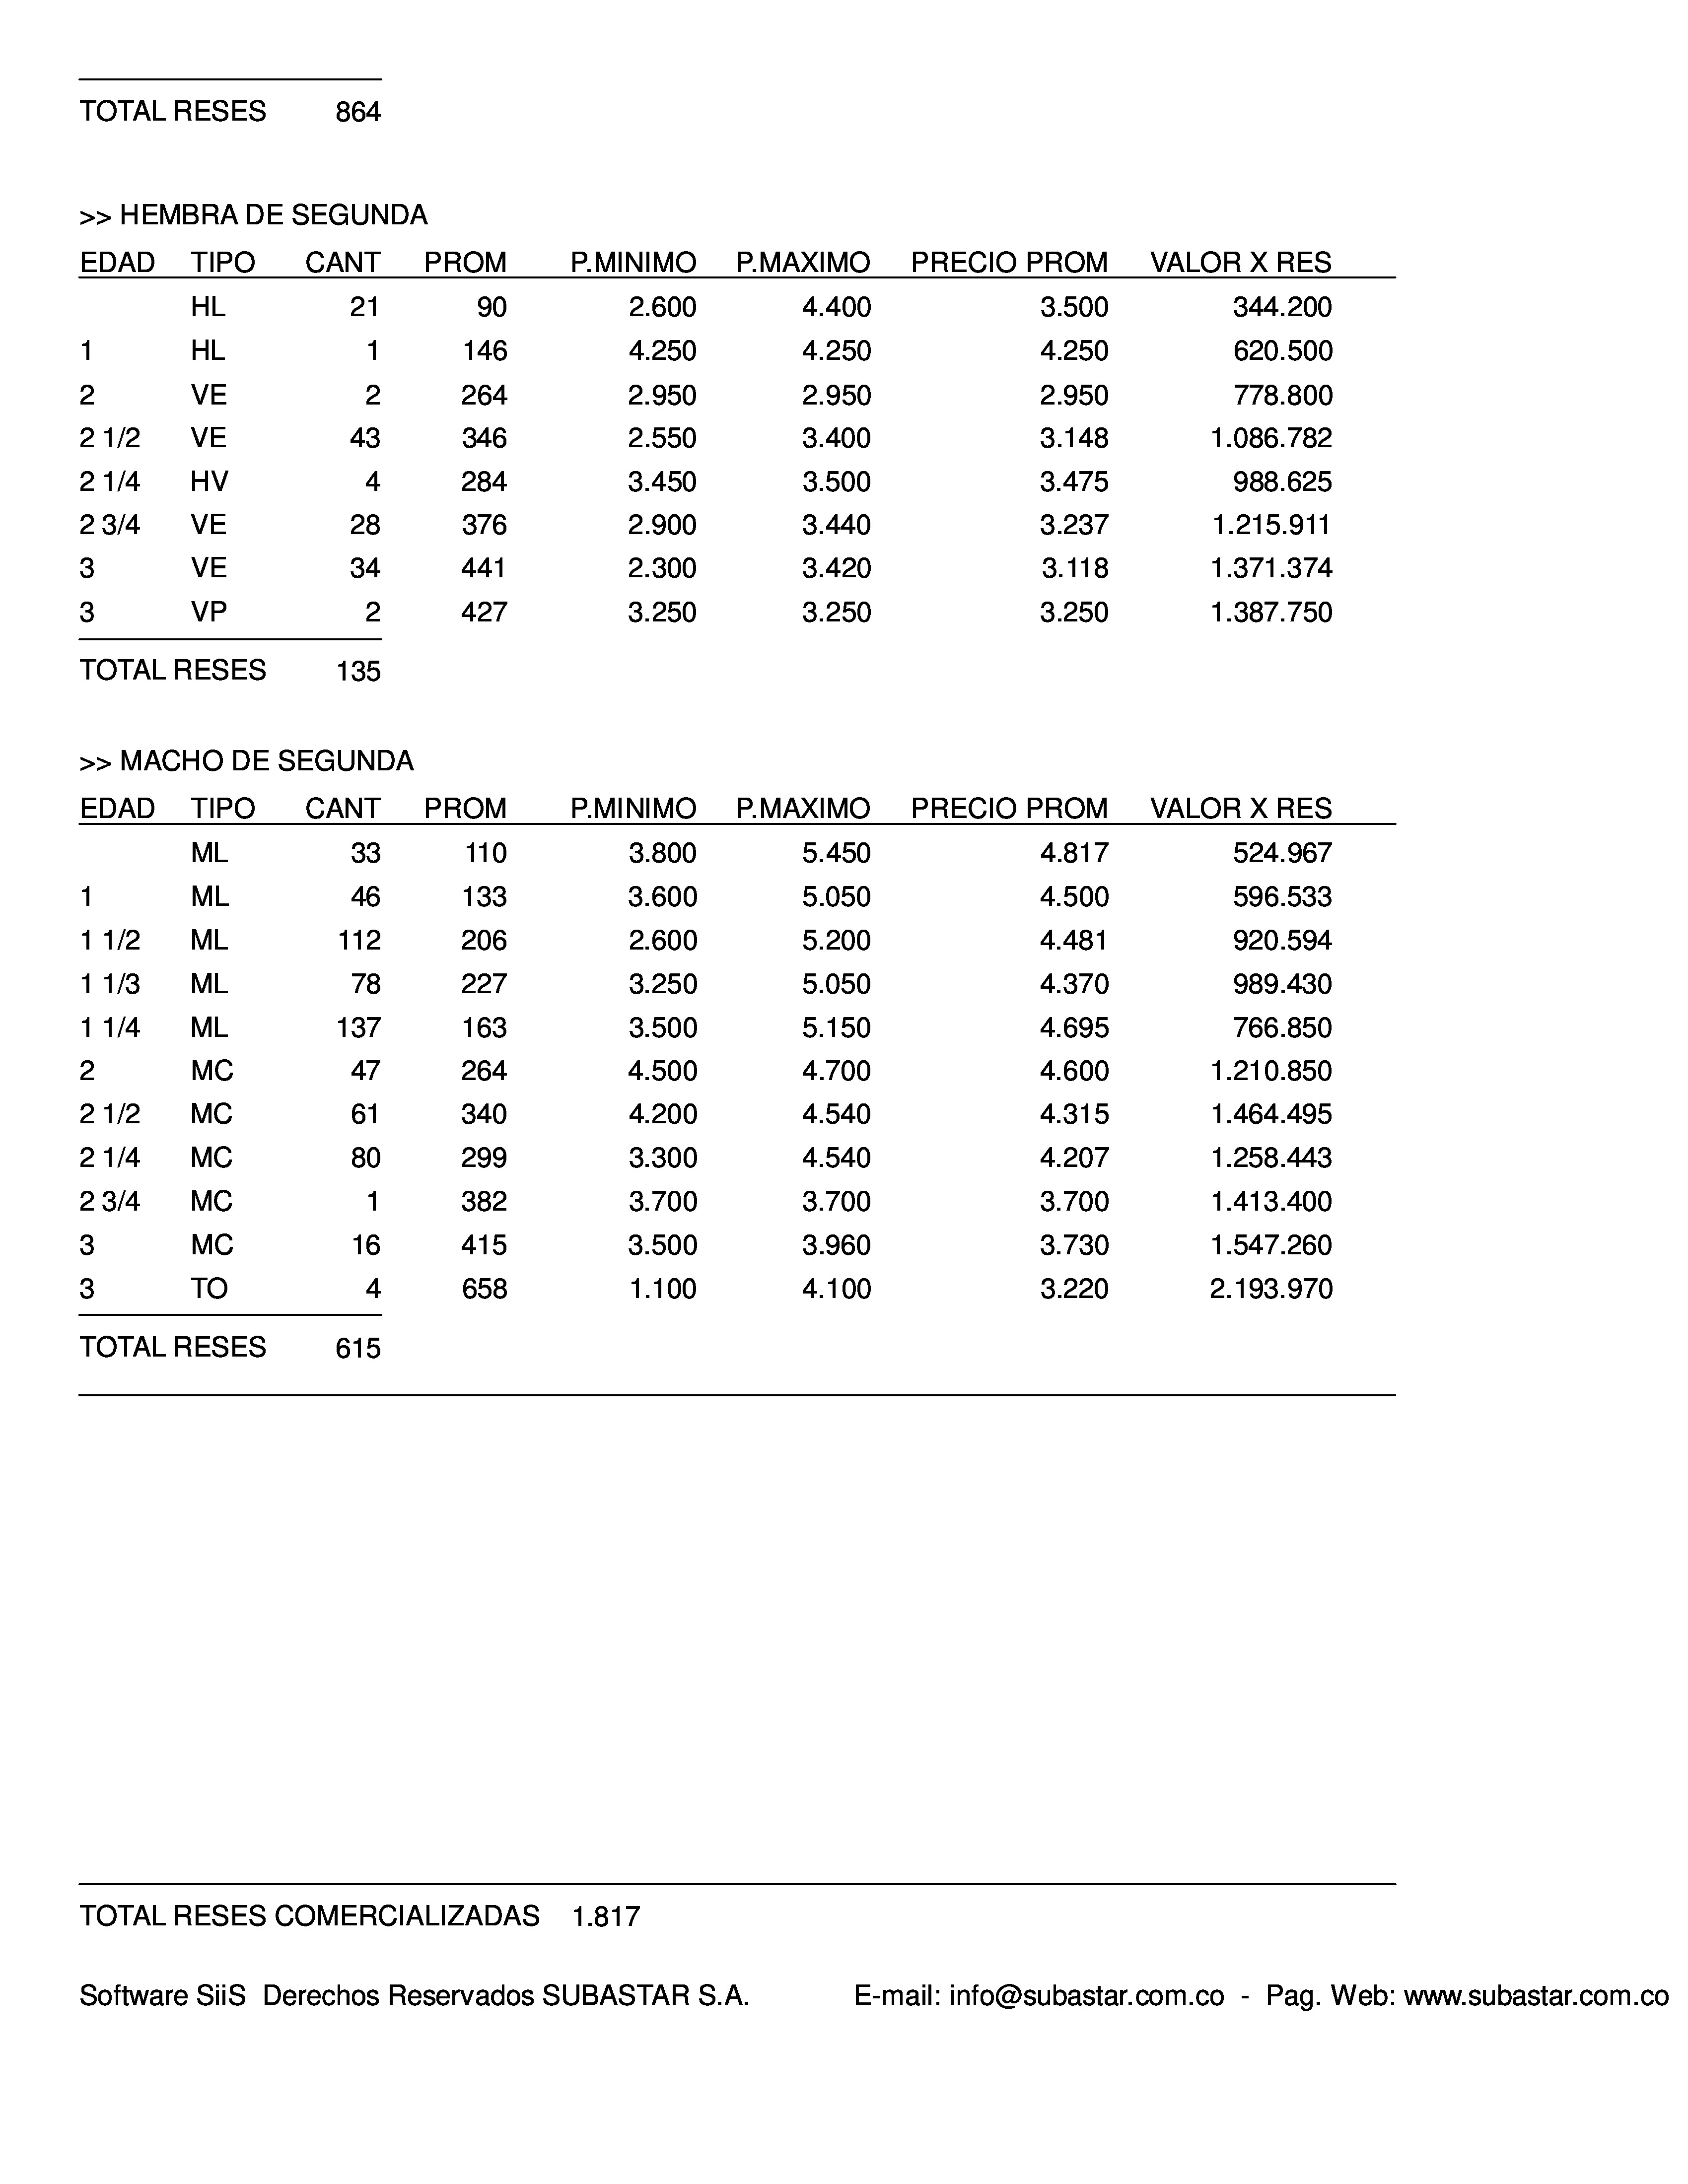 TOTAL RESES 864
>> HEMBRA DE SEGUNDA
EDAD TIPO CANT PROM P.MINIMO P.MAXIMO PRECIO PROM VALOR X RES
HL 21 90 2.600 4.400 3.500 344.200
1 HL 1 146 4.250 4.250 4.250 620.500
2 VE 2 264 2.950 2.950 2.950 778.800
2 1/2 VE 43 346 2.550 3.400 3.148 1.086.782
2 1/4 HV 4 284 3.450 3.500 3.475 988.625
2 3/4 VE 28 376 2.900 3.440 3.237 1.215.911
3 VE 34 441 2.300 3.420 3.118 1.371.374
3 VP 2 427 3.250 3.250 3.250 1.387.750
TOTAL RESES 135
>> MACHO DE SEGUNDA
EDAD TIPO CANT PROM P.MINIMO P.MAXIMO PRECIO PROM VALOR X RES
ML 33 110 3.800 5.450 4.817 524.967
1 ML 46 133 3.600 5.050 4.500 596.533
1 1/2 ML 112 206 2.600 5.200 4.481 920.594
1 1/3 ML 78 227 3.250 5.050 4.370 989.430
1 1/4 ML 137 163 3.500 5.150 4.695 766.850
2 MC 47 264 4.500 4.700 4.600 1.210.850
2 1/2 MC 61 340 4.200 4.540 4.315 1.464.495
2 1/4 MC 80 299 3.300 4.540 4.207 1.258.443
2 3/4 MC 1 382 3.700 3.700 3.700 1.413.400
3 MC 16 415 3.500 3.960 3.730 1.547.260
3 TO 4 658 1.100 4.100 3.220 2.193.970
TOTAL RESES 615
TOTAL RESES COMERCIALIZADAS 1.817
Software SiiS Derechos Reservados SUBASTAR S.A. E-mail: info@subastar.com.co - Pag. Web: www.subastar.com.co